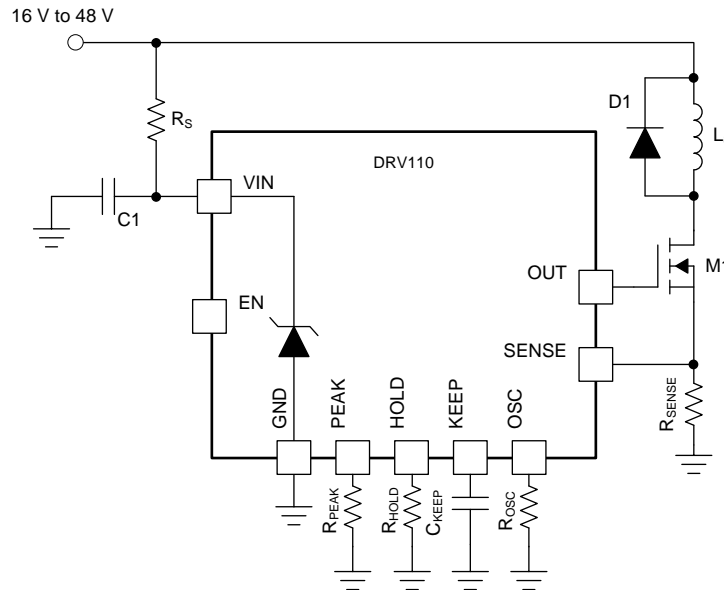 16 V to 48 V
D1
L
RS
DRV110
VIN
C1
M1
OUT
EN
SENSE
GND
PEAK
HOLD
KEEP
OSC
RSENSE
RPEAK
RHOLD
CKEEP
ROSC